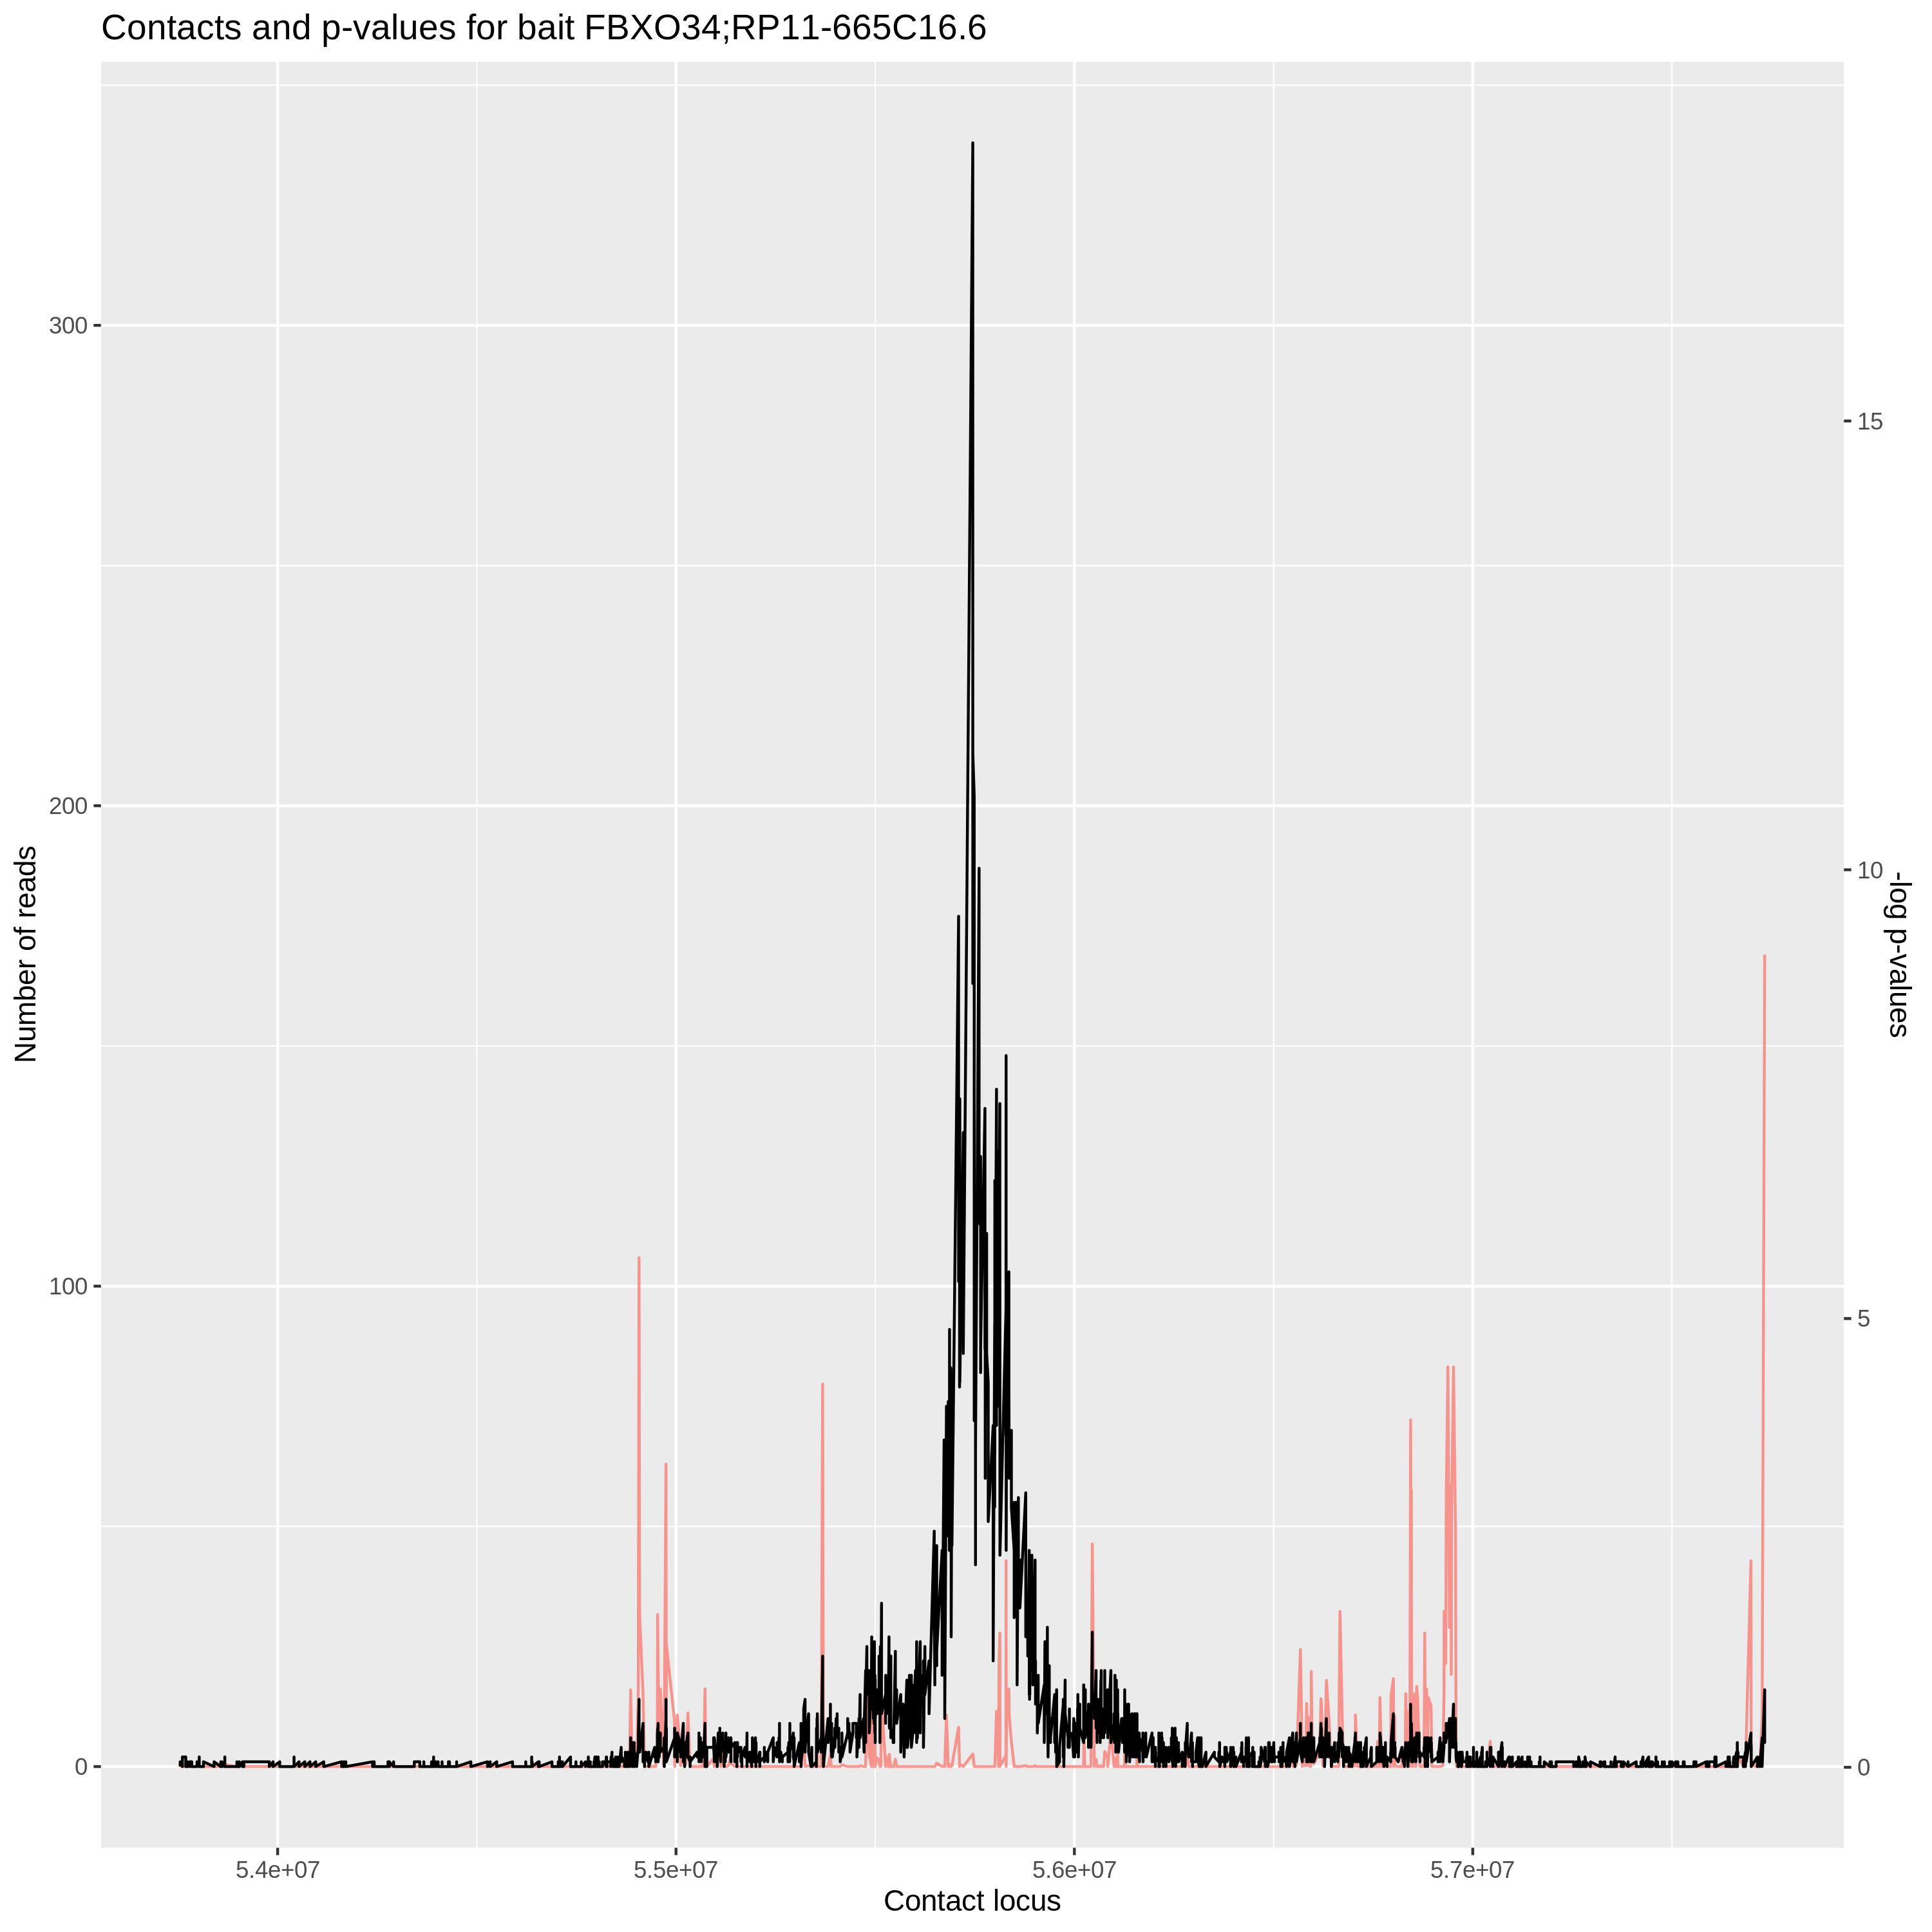 Contacts and p-values for bait FBXO34;RP11-665C16.6
Number of reads
300
200
100
0
15
10
5
0
-log p-values
5.4e+07 5.5e+07 5.6e+07 5.7e+07
Contact locus